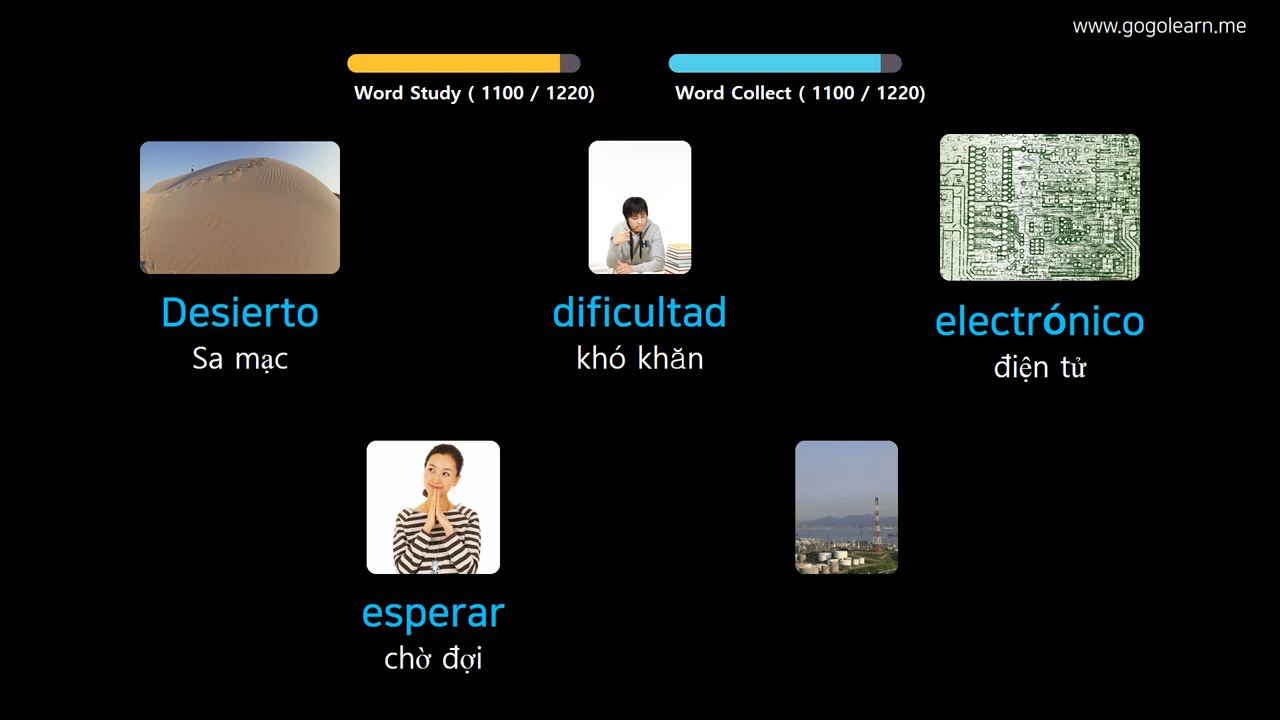 www.gogolearn.me
Word Study ( 1100 / 1220)
Word Collect ( 1100 / 1220)
Desierto
Sa mạc
dificultad
khó khăn
electrónico
điện tử
esperar
chờ đợi